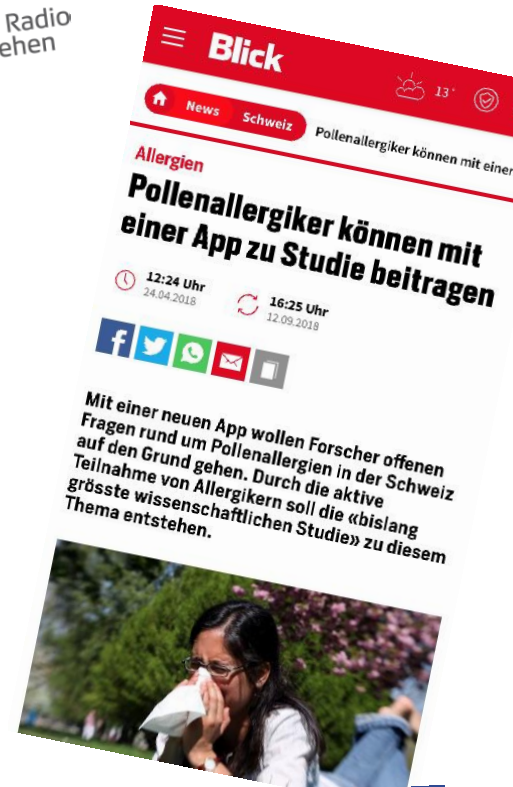 Radio
ehen
Blick
13°
News
Schweiz
Pollenallergiker können mit einer
Allergien
Pollenallergiker können mit
einer App zu Studie beitragen
12:24 Uhr
24.04.2018
16:25 Uhr
12.09.2018
Mit einer neuen App wollen Forscher offenen
Fragen rund um Pollenallergien in der Schweiz
auf den Grund gehen. Durch die aktive
Teilnahme von Allergikern soll die «bislang
grösste wissenschaftlichen Studie» zu diesem
Thema entstehen.